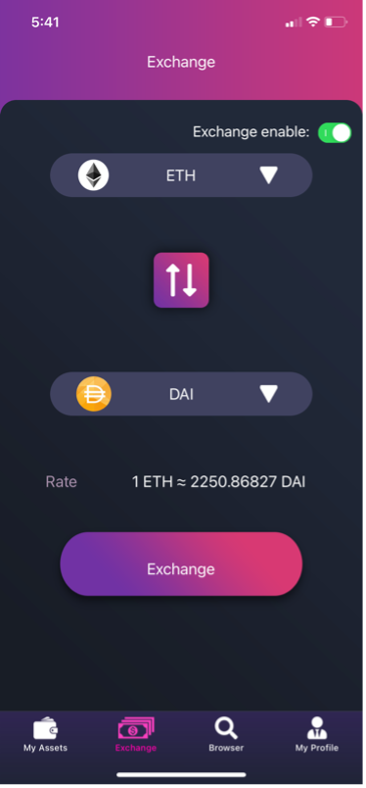 5:41
Exchange
Exchange enable:
ETH
DAI
Rate 1 ETH ≈ 2250.86827 DAI
Exchange
My Assets Exchange Browser My Profile